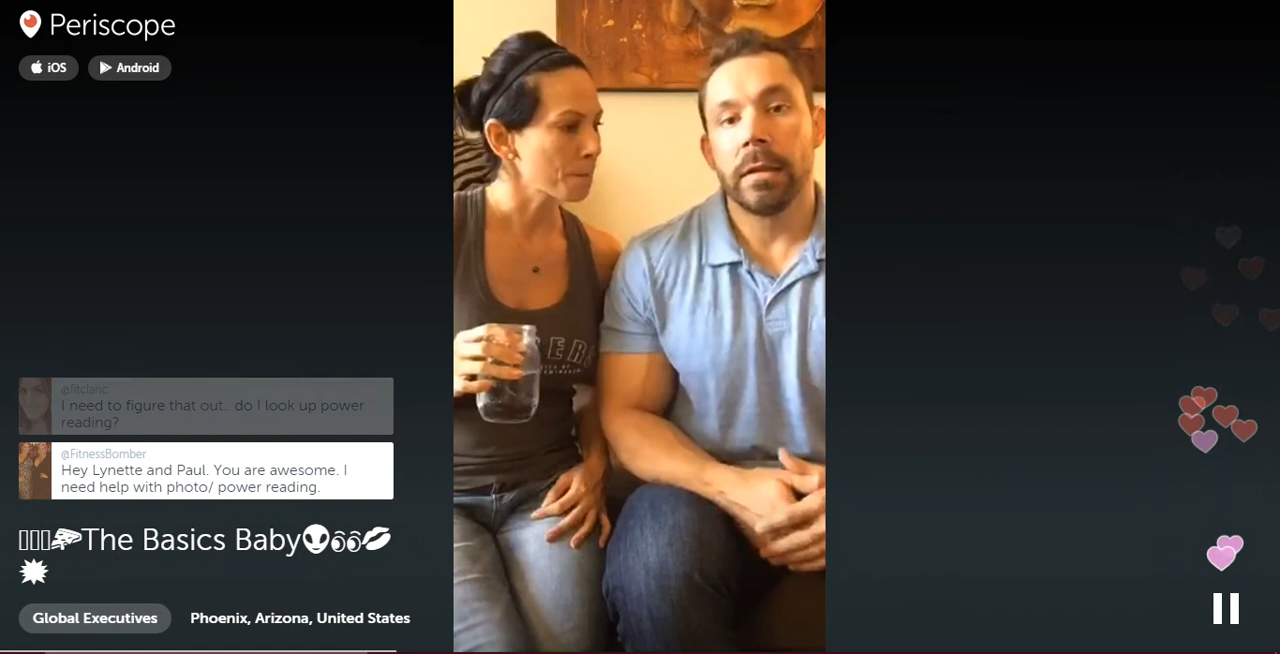 Periscope
iOS
Android
@fitclanc
I need to figure that out.. do I look up power
reading?
@FitnessBomber
Hey Lynette and Paul. You are awesome. I
need help with photo/ power reading.
The Basics Baby
Global Executives
Phoenix, Arizona, United States